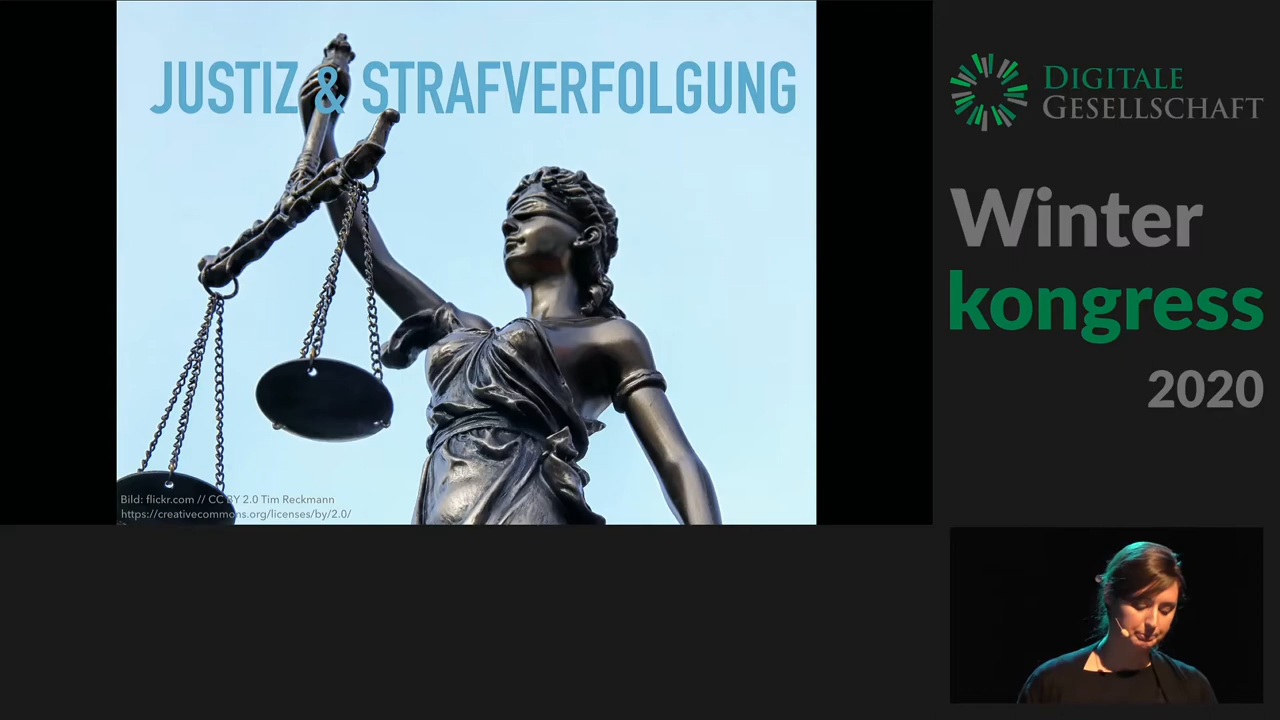 JUSTIZ & STRAFVERFOLGUNG
Bild: flickr.com // CC BY 2.0 Tim Reckmann
https://creativecommons.org/licenses/by/2.0/
DIGITALE
GESELLSCHAFT
Winter
kongress
2020